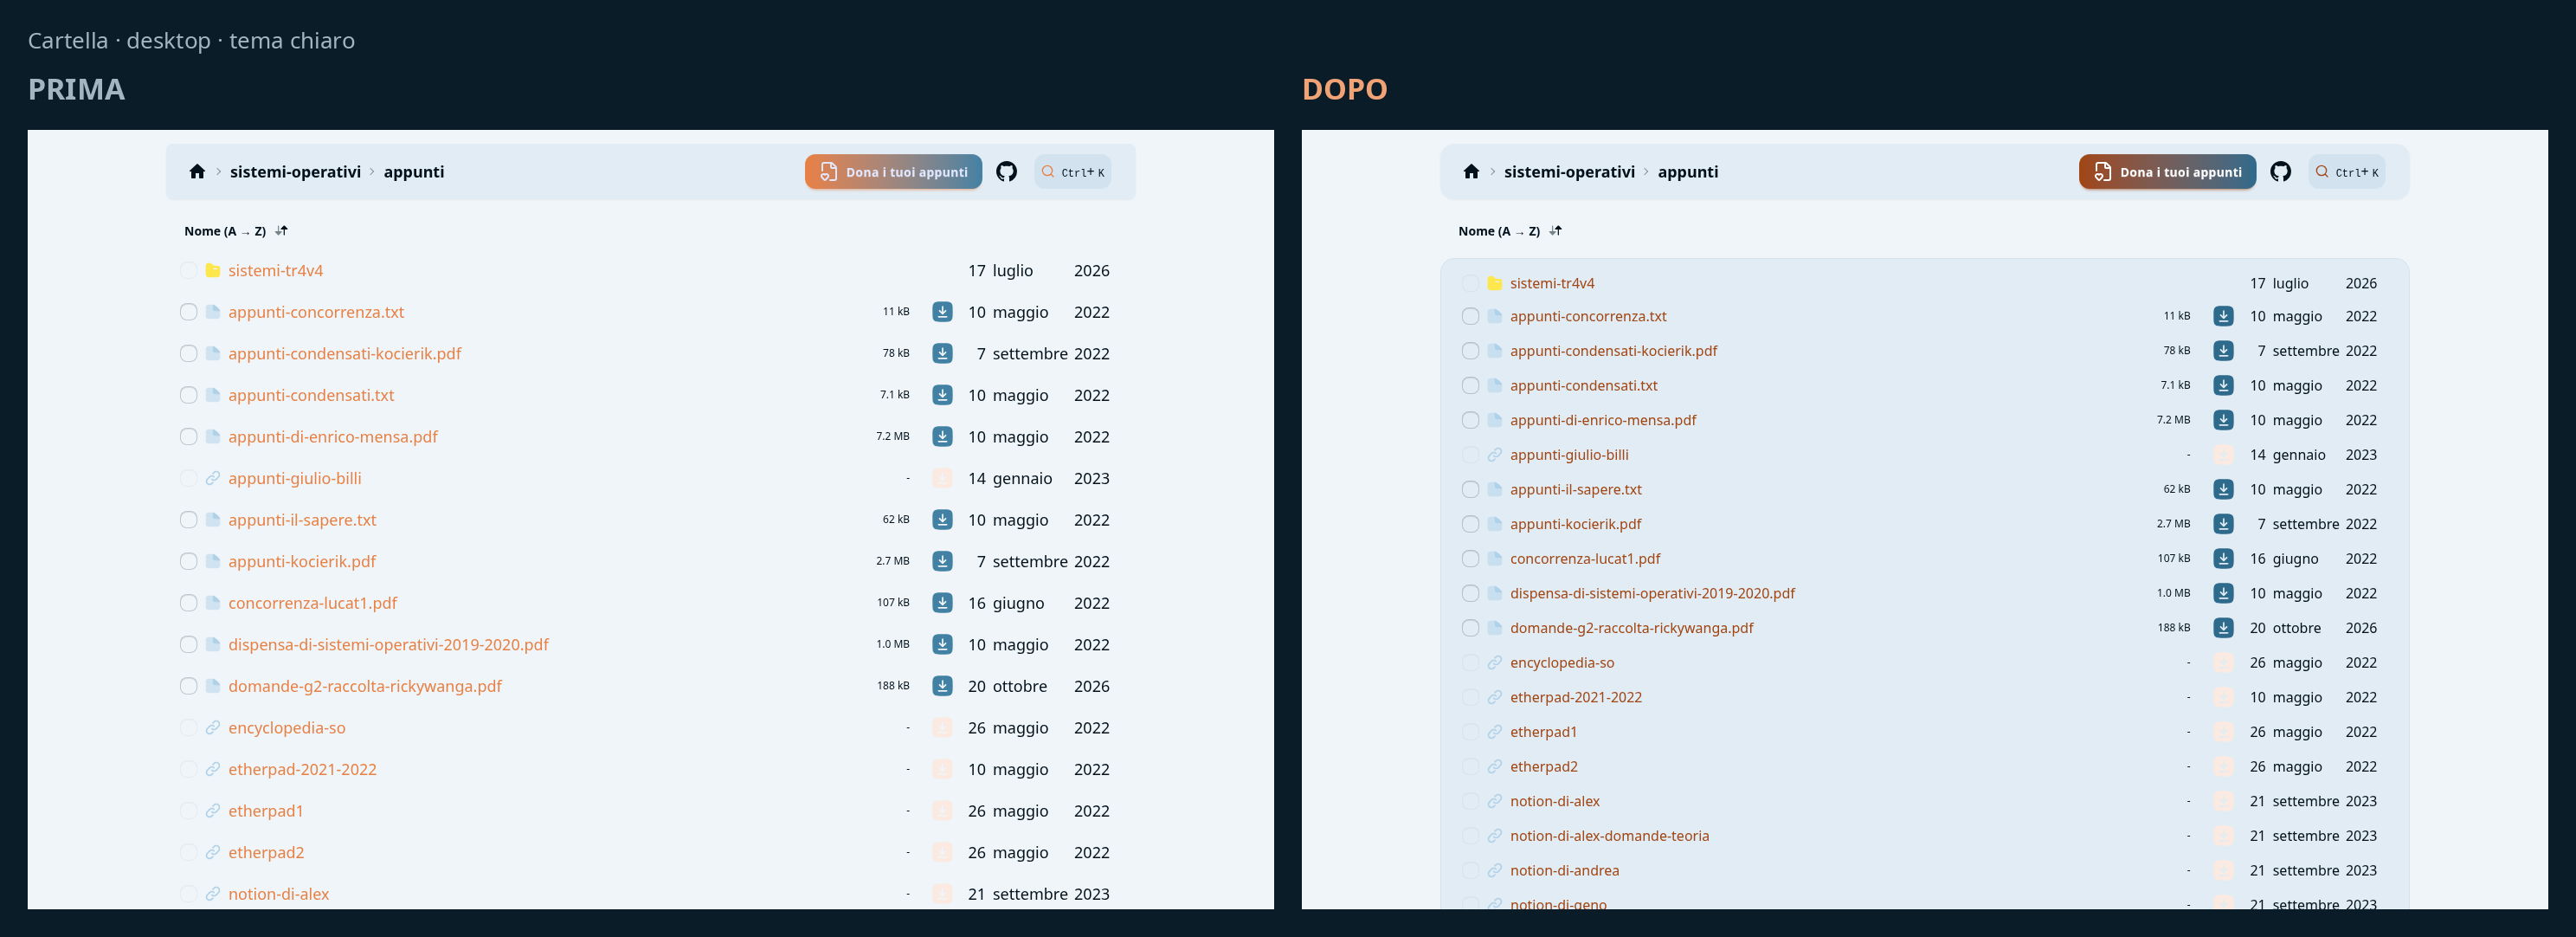 Cartella · desktop · tema chiaro
PRIMA
sistemi-operativi › appunti Dona i tuoi appunti Ctrl+ K
Nome (A → Z)
sistemi-tr4v4 17 luglio 2026
appunti-concorrenza.txt 11 kB 10 maggio 2022
appunti-condensati-kocierik.pdf 78 kB 7 settembre 2022
appunti-condensati.txt 7.1 kB 10 maggio 2022
appunti-di-enrico-mensa.pdf 7.2 MB 10 maggio 2022
appunti-giulio-billi - 14 gennaio 2023
appunti-il-sapere.txt 62 kB 10 maggio 2022
appunti-kocierik.pdf 2.7 MB 7 settembre 2022
concorrenza-lucat1.pdf 107 kB 16 giugno 2022
dispensa-di-sistemi-operativi-2019-2020.pdf 1.0 MB 10 maggio 2022
domande-g2-raccolta-rickywanga.pdf 188 kB 20 ottobre 2026
encyclopedia-so - 26 maggio 2022
etherpad-2021-2022 - 10 maggio 2022
etherpad1 - 26 maggio 2022
etherpad2 - 26 maggio 2022
notion-di-alex - 21 settembre 2023
DOPO
sistemi-operativi › appunti Dona i tuoi appunti Ctrl+ K
Nome (A → Z)
sistemi-tr4v4 17 luglio 2026
appunti-concorrenza.txt 11 kB 10 maggio 2022
appunti-condensati-kocierik.pdf 78 kB 7 settembre 2022
appunti-condensati.txt 7.1 kB 10 maggio 2022
appunti-di-enrico-mensa.pdf 7.2 MB 10 maggio 2022
appunti-giulio-billi - 14 gennaio 2023
appunti-il-sapere.txt 62 kB 10 maggio 2022
appunti-kocierik.pdf 2.7 MB 7 settembre 2022
concorrenza-lucat1.pdf 107 kB 16 giugno 2022
dispensa-di-sistemi-operativi-2019-2020.pdf 1.0 MB 10 maggio 2022
domande-g2-raccolta-rickywanga.pdf 188 kB 20 ottobre 2026
encyclopedia-so - 26 maggio 2022
etherpad-2021-2022 - 10 maggio 2022
etherpad1 - 26 maggio 2022
etherpad2 - 26 maggio 2022
notion-di-alex - 21 settembre 2023
notion-di-alex-domande-teoria - 21 settembre 2023
notion-di-andrea - 21 settembre 2023
notion-di-geno - 21 settembre 2023